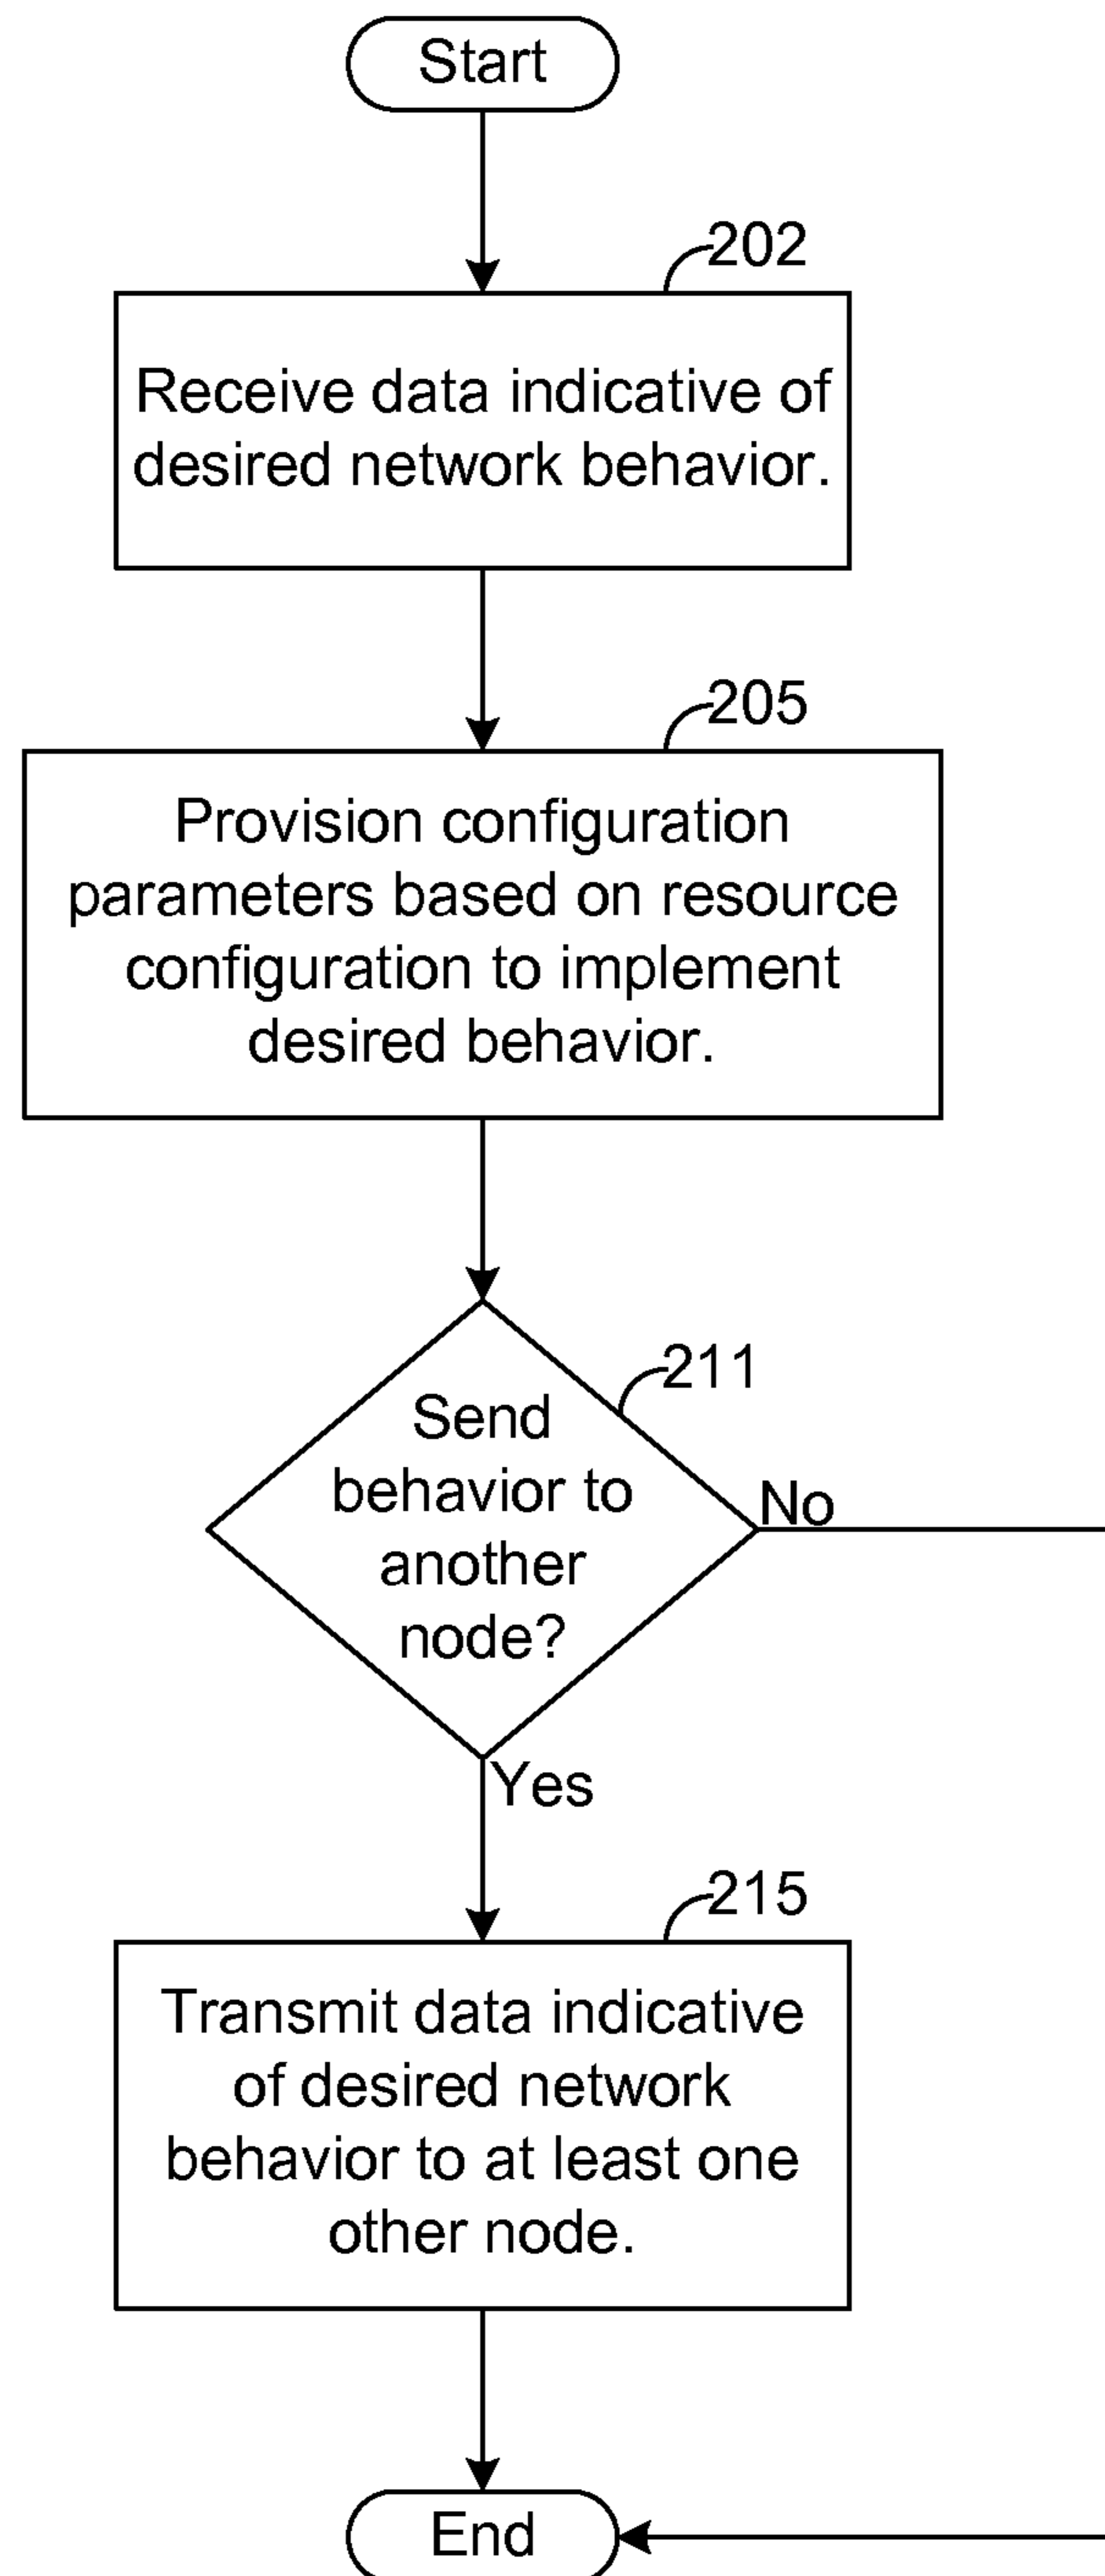 Start
202
Receive data indicative of
desired network behavior.
205
Provision configuration
parameters based on resource
configuration to implement
desired behavior.
211
Send
behavior to
another
node?
No
Yes
215
Transmit data indicative
of desired network
behavior to at least one
other node.
End